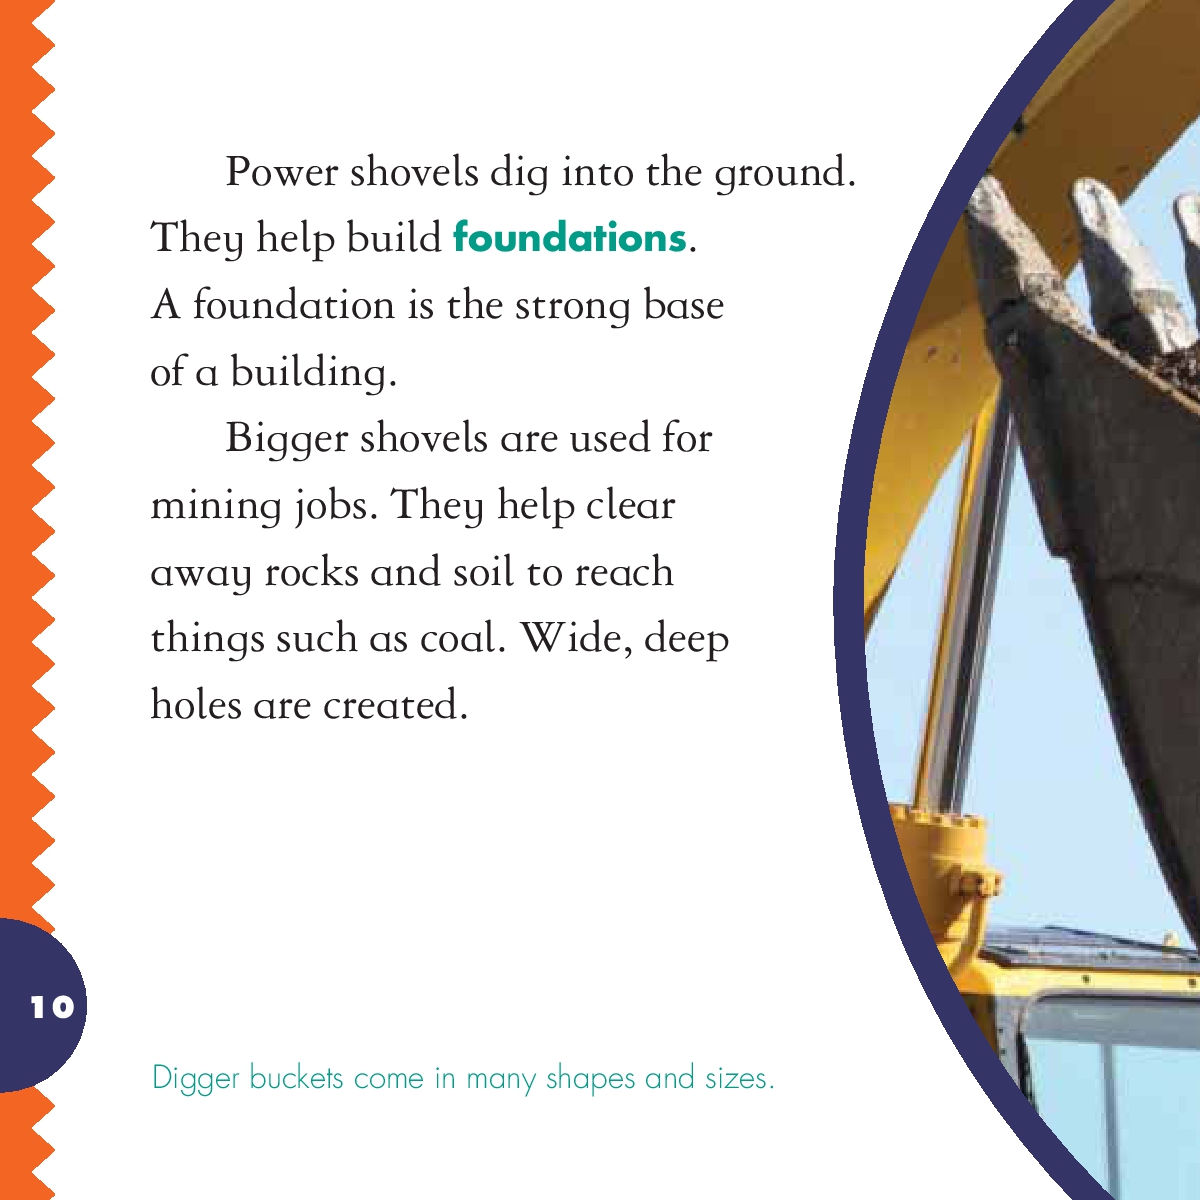 Power shovels dig into the ground.
They help build foundations.
A foundation is the strong base
of a building.
Bigger shovels are used for
mining jobs. They help clear
away rocks and soil to reach
things such as coal. Wide, deep
holes are created.
10
Digger buckets come in many shapes and sizes.